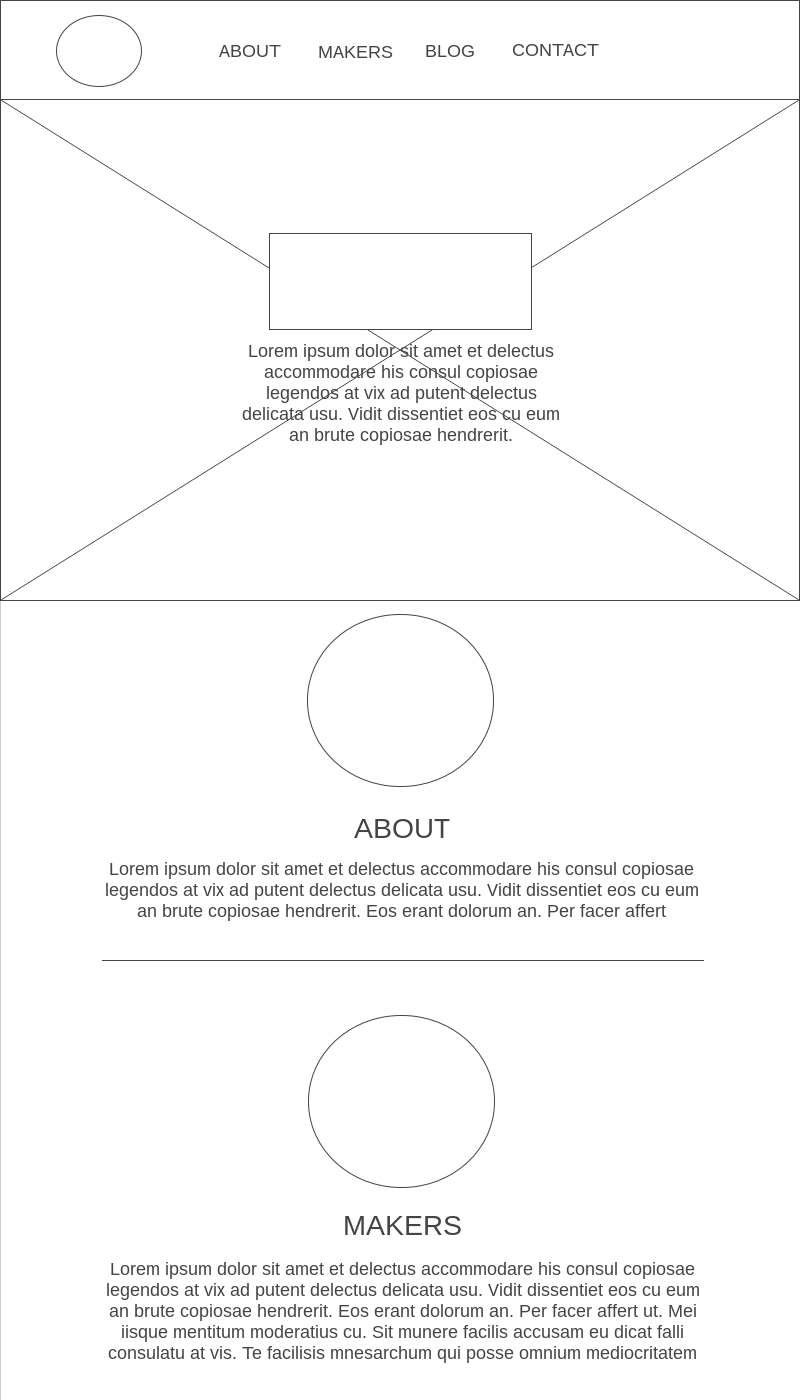 ABOUT MAKERS BLOG CONTACT
Lorem ipsum dolor sit amet et delectus
accommodare his consul copiosae
legendos at vix ad putent delectus
delicata usu. Vidit dissentiet eos cu eum
an brute copiosae hendrerit.
ABOUT
Lorem ipsum dolor sit amet et delectus accommodare his consul copiosae
legendos at vix ad putent delectus delicata usu. Vidit dissentiet eos cu eum
an brute copiosae hendrerit. Eos erant dolorum an. Per facer affert
MAKERS
Lorem ipsum dolor sit amet et delectus accommodare his consul copiosae
legendos at vix ad putent delectus delicata usu. Vidit dissentiet eos cu eum
an brute copiosae hendrerit. Eos erant dolorum an. Per facer affert ut. Mei
iisque mentitum moderatius cu. Sit munere facilis accusam eu dicat falli
consulatu at vis. Te facilisis mnesarchum qui posse omnium mediocritatem